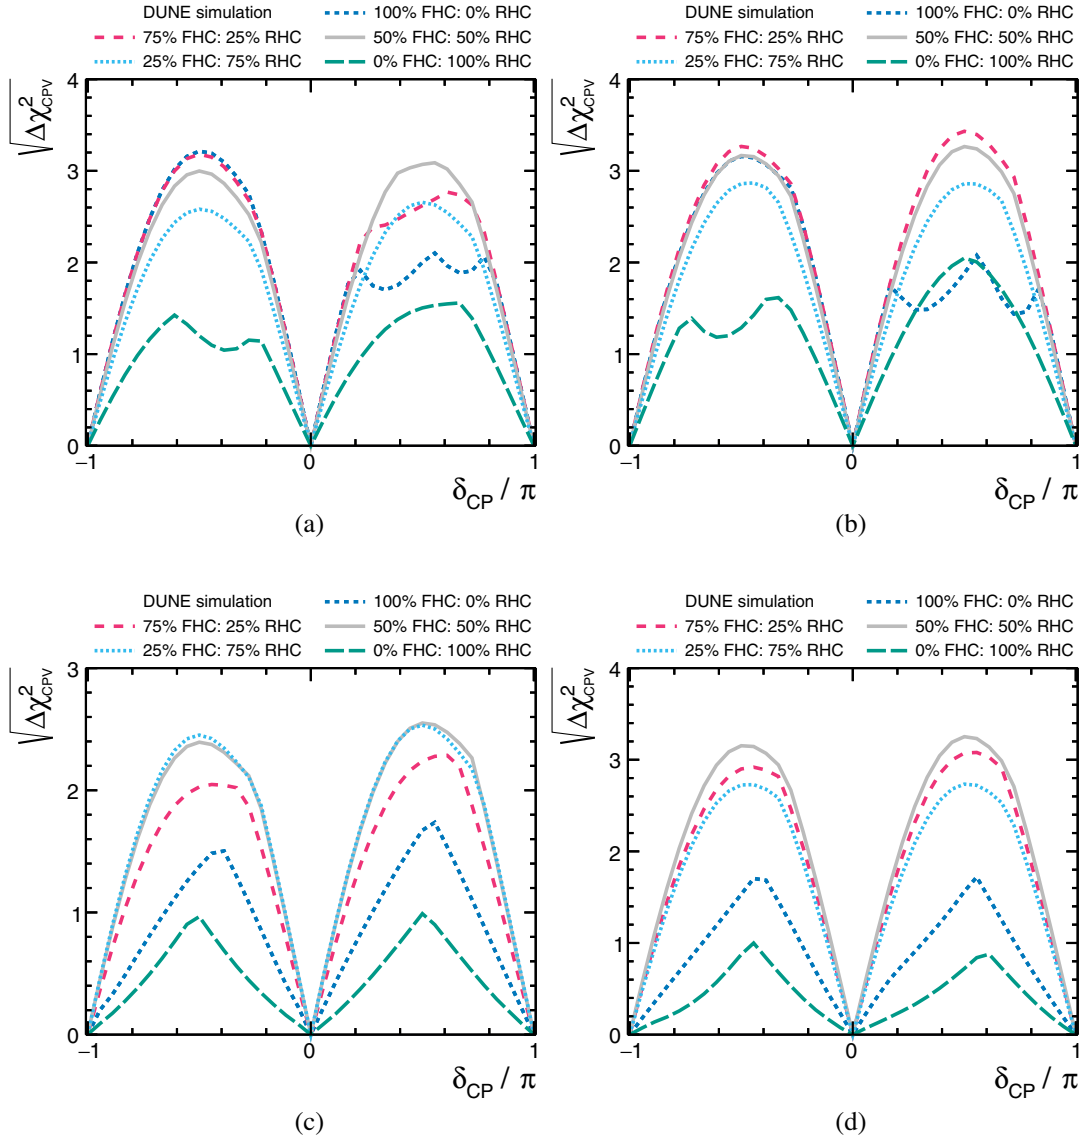 DUNE simulation 100% FHC: 0% RHC
75% FHC: 25% RHC 50% FHC: 50% RHC
25% FHC: 75% RHC 0% FHC: 100% RHC
√Δχ²CPV
4
3
2
1
0
−1 0 1
δCP / π
(a)
DUNE simulation 100% FHC: 0% RHC
75% FHC: 25% RHC 50% FHC: 50% RHC
25% FHC: 75% RHC 0% FHC: 100% RHC
√Δχ²CPV
4
3
2
1
0
−1 0 1
δCP / π
(b)
DUNE simulation 100% FHC: 0% RHC
75% FHC: 25% RHC 50% FHC: 50% RHC
25% FHC: 75% RHC 0% FHC: 100% RHC
√Δχ²CPV
3
2
1
0
−1 0 1
δCP / π
(c)
DUNE simulation 100% FHC: 0% RHC
75% FHC: 25% RHC 50% FHC: 50% RHC
25% FHC: 75% RHC 0% FHC: 100% RHC
√Δχ²CPV
4
3
2
1
0
−1 0 1
δCP / π
(d)